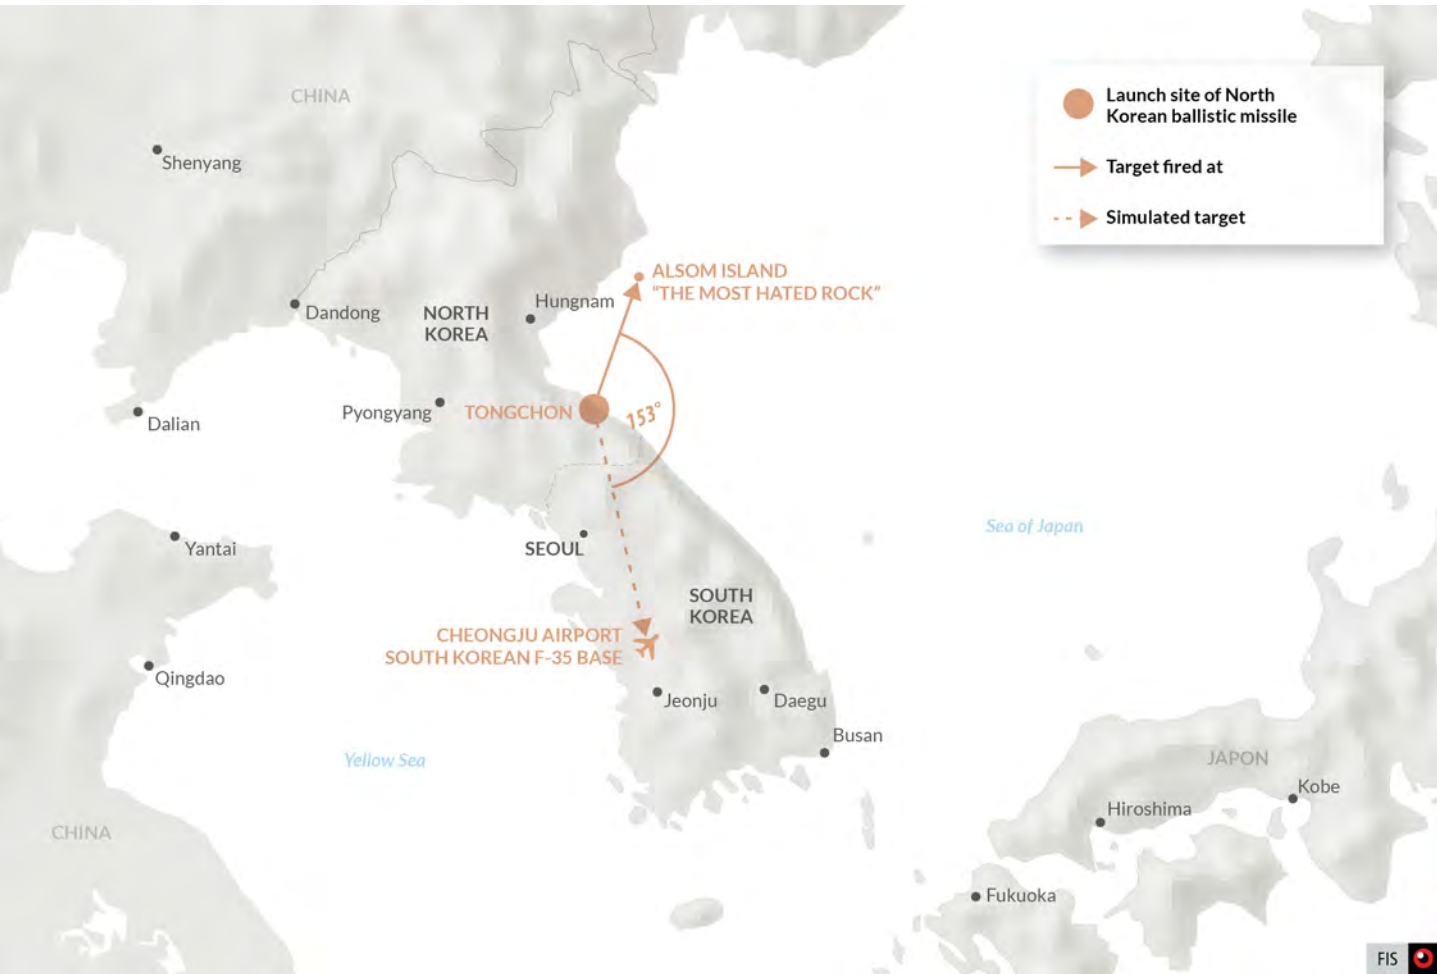 CHINA
Shenyang
Launch site of North
Korean ballistic missile
Target fired at
Simulated target
ALSOM ISLAND
"THE MOST HATED ROCK"
Hungnam
Dandong
NORTH
KOREA
Pyongyang
TONGCHON
153°
Dalian
Sea of Japan
Yantai
SEOUL
SOUTH
KOREA
CHEONGJU AIRPORT
SOUTH KOREAN F-35 BASE
Qingdao
Jeonju
Daegu
Busan
Yellow Sea
JAPON
Kobe
Hiroshima
CHINA
Fukuoka
FIS